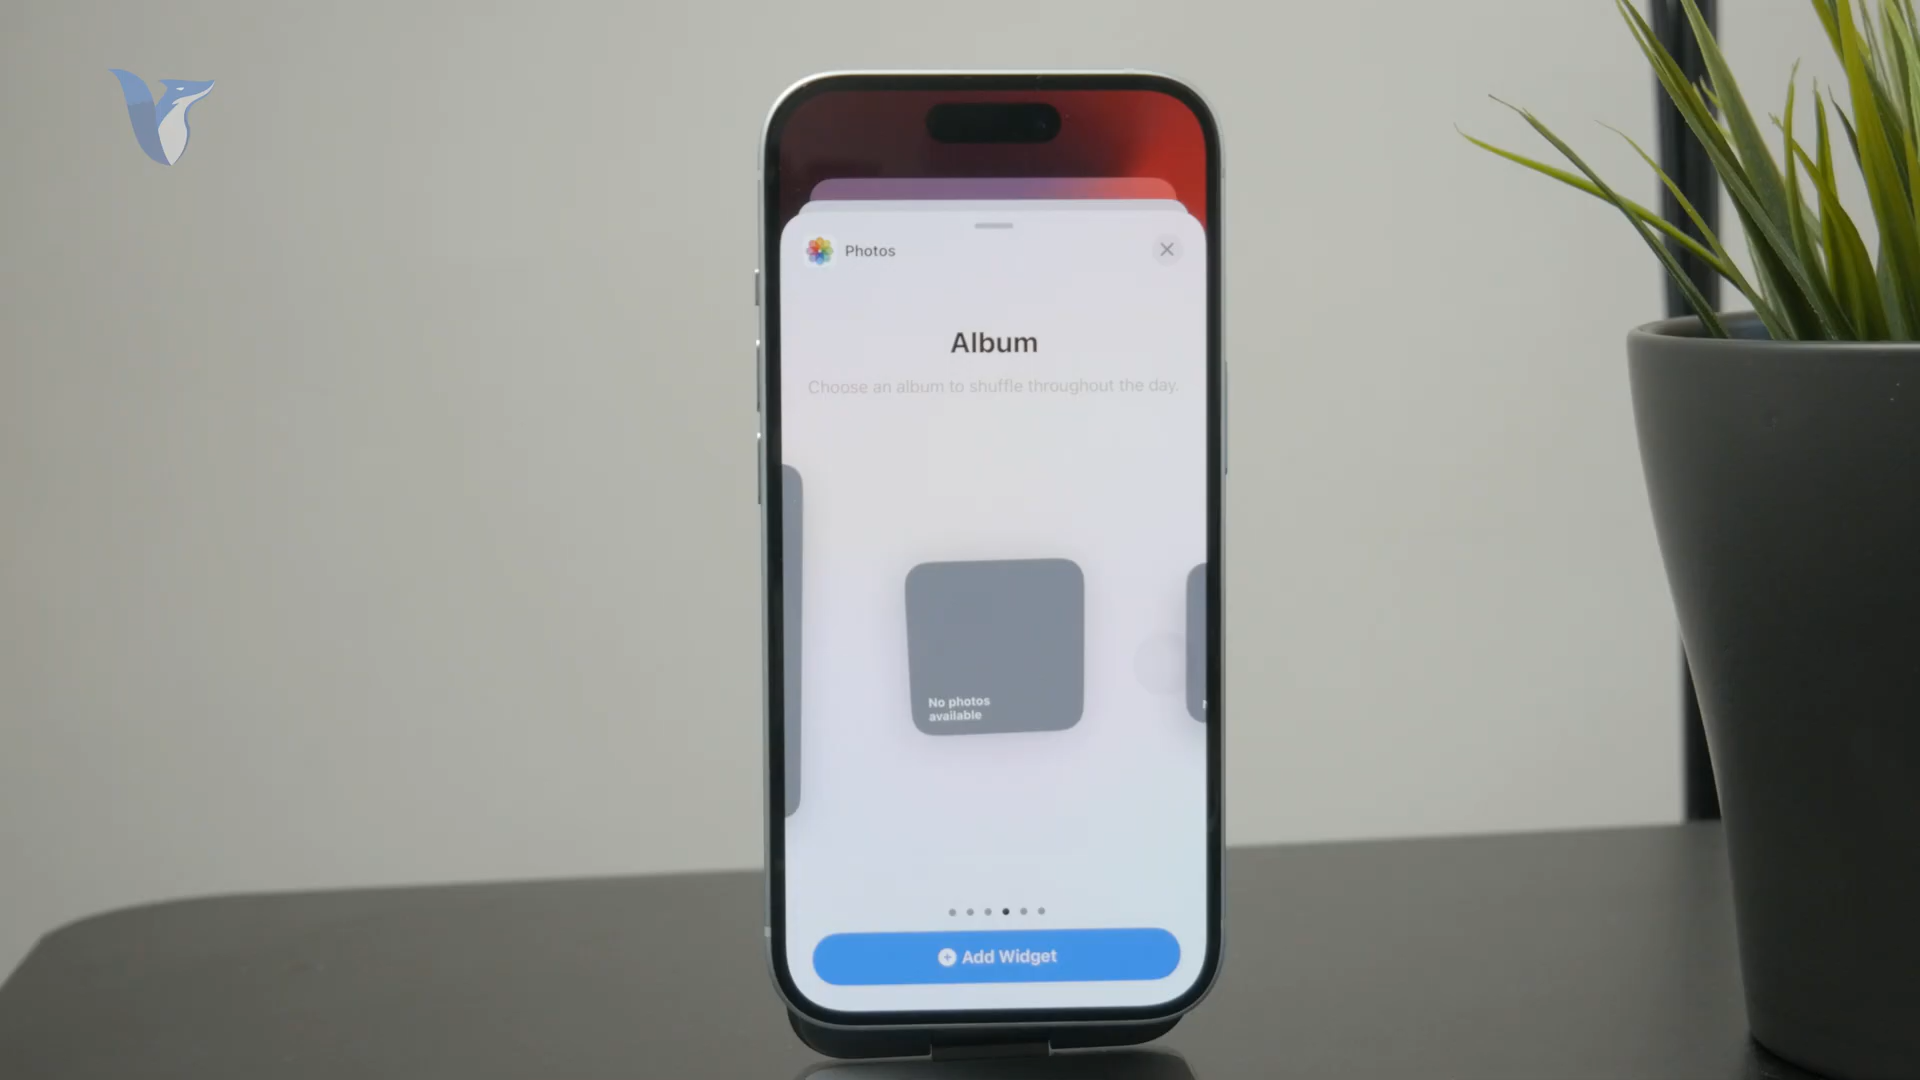 Photos
Album
Choose an album to shuffle throughout the day.
No photos
available
Add Widget